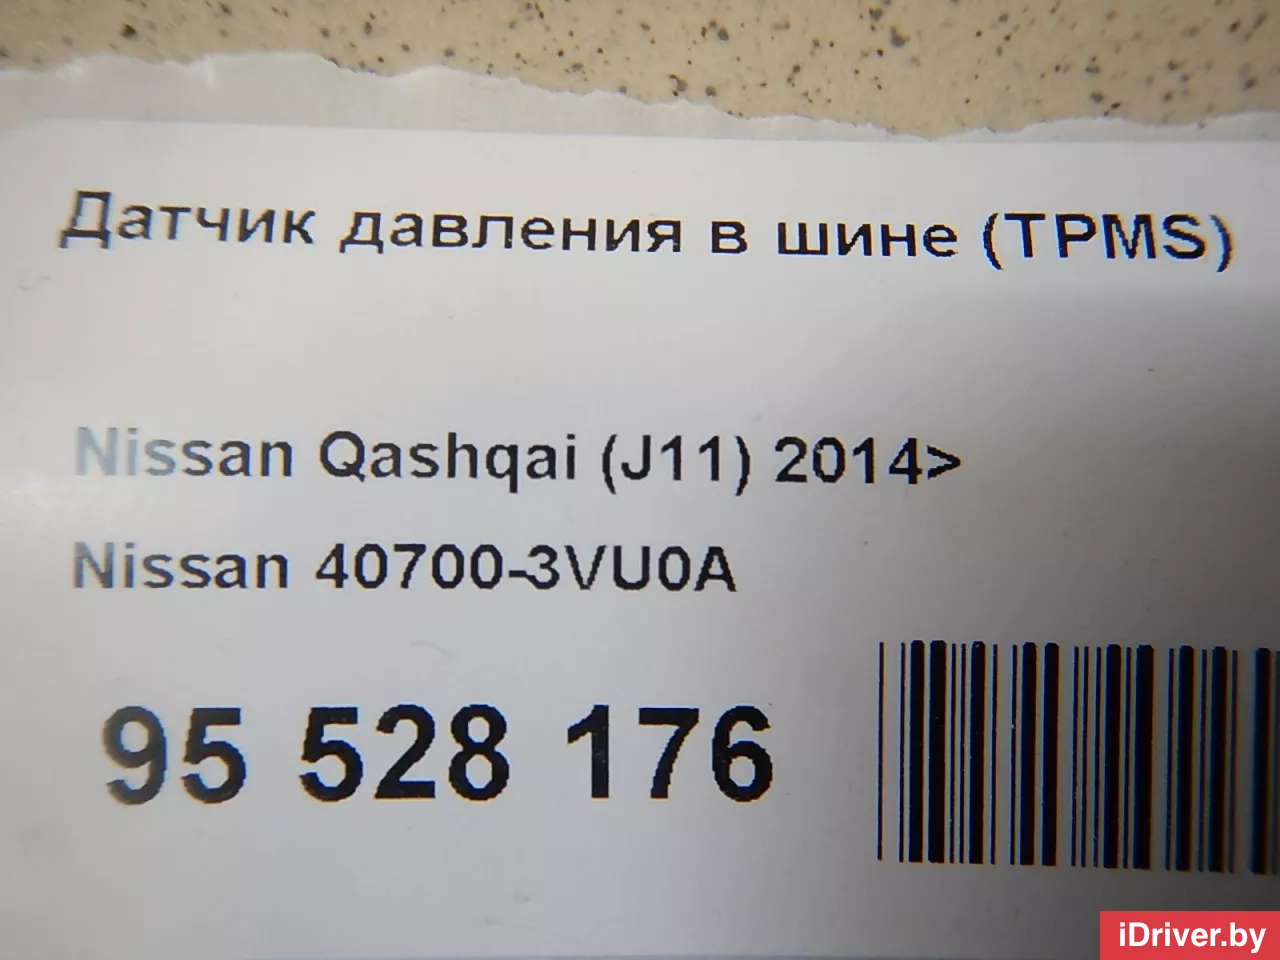 Датчик давления в шине (TPMS)
Nissan Qashqai (J11) 2014>
Nissan 40700-3VU0A
95 528 176
iDriver.by